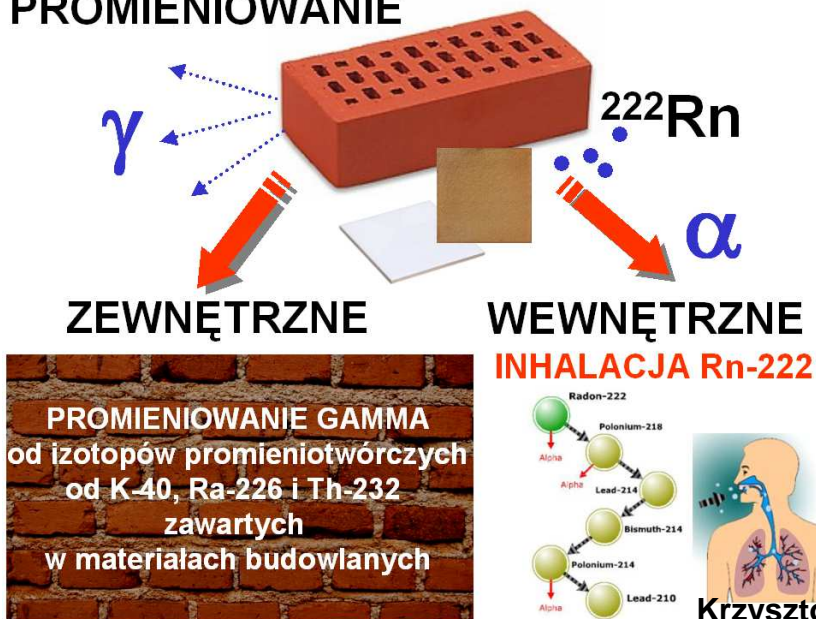 PROMIENIOWANIE
γ
²²²Rn
α
ZEWNĘTRZNE
WEWNĘTRZNE
INHALACJA Rn-222
PROMIENIOWANIE GAMMA
od izotopów promieniotwórczych
od K-40, Ra-226 i Th-232
zawartych
w materiałach budowlanych
Radon-222
Alpha
Polonium-218
Alpha
Lead-214
Bismuth-214
Polonium-214
Alpha
Lead-210